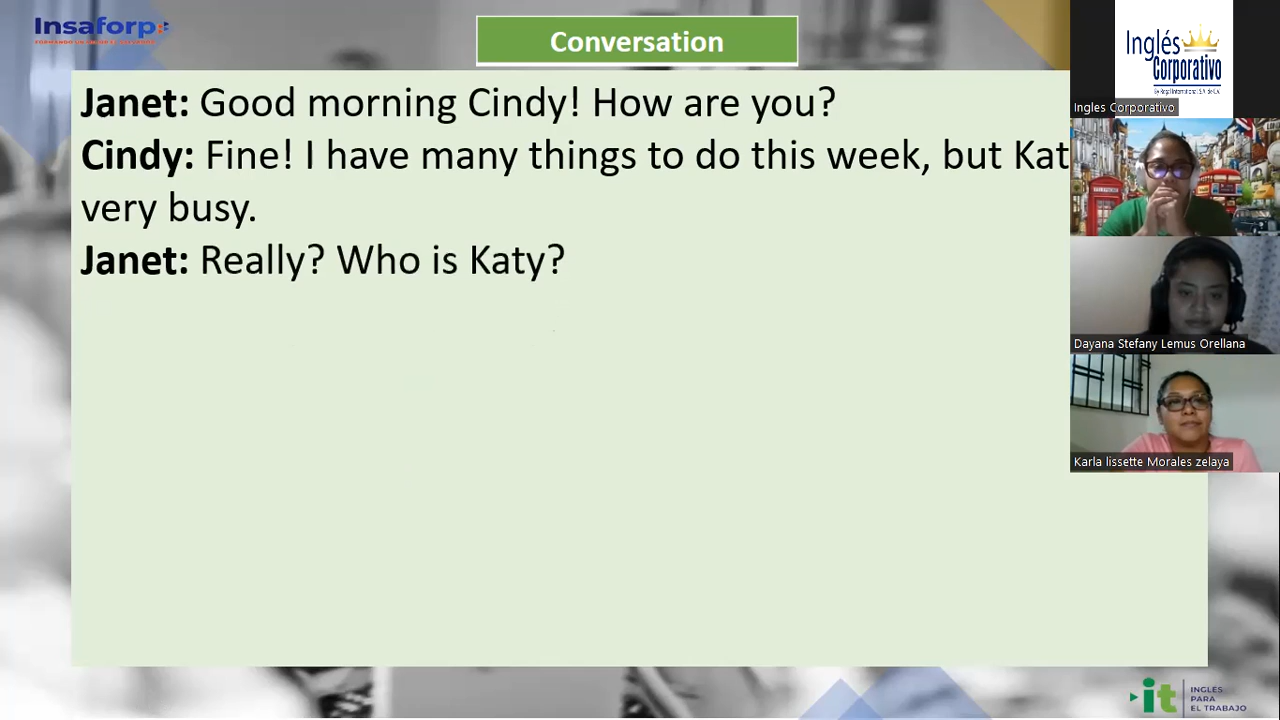 Insaforp
Conversation
Janet: Good morning Cindy! How are you?
Cindy: Fine! I have many things to do this week, but Kat
very busy.
Janet: Really? Who is Katy?
Inglés
Corporativo
Ingles Corporativo
Dayana Stefany Lemus Orellana
Karla lissette Morales zelaya
it
INGLES
PARA
EL TRABAJO